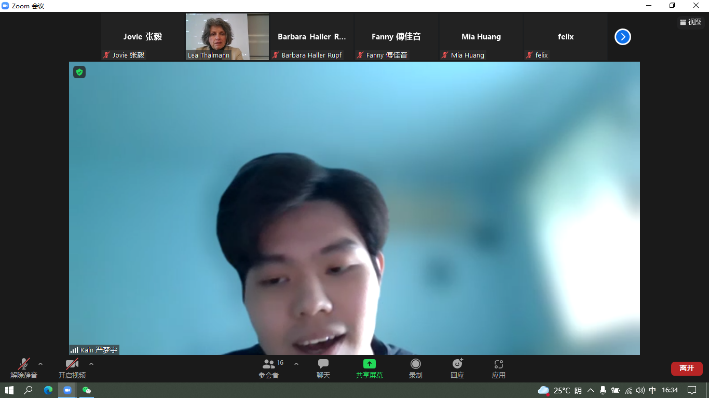 Zoom 会议
视图
Jovie 张毅
Barbara Haller R...
Fanny 傅佳音
Mia Huang
felix
Jovie 张毅
Lea Thalmann
Barbara Haller Rupf
Fanny 傅佳音
Mia Huang
felix
解除静音
开启视频
16
参会者
聊天
共享屏幕
录制
回应
应用
离开
25°C 阴
中
16:34